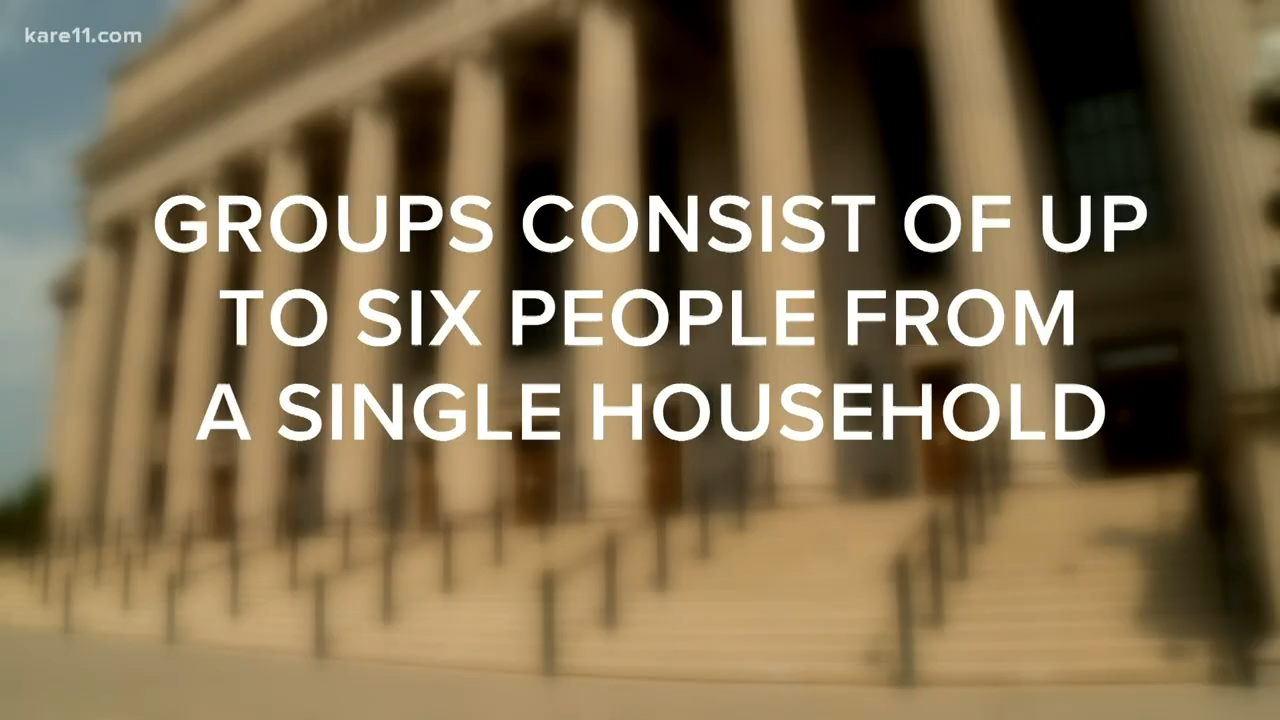 kare11.com
GROUPS CONSIST OF UP
TO SIX PEOPLE FROM
A SINGLE HOUSEHOLD